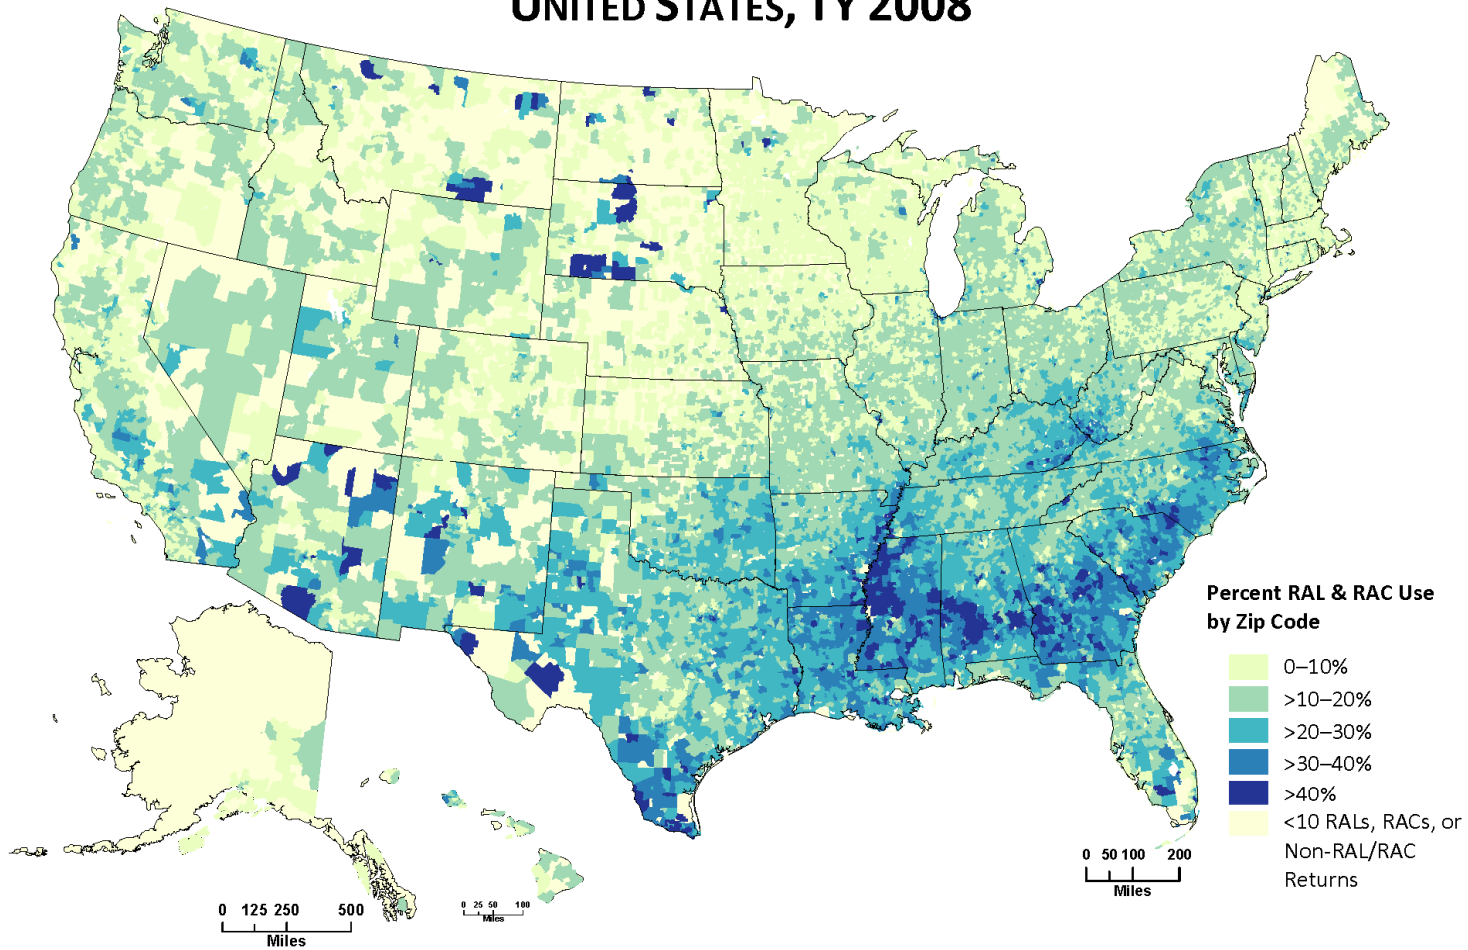 UNITED STATES, TY 2008
Percent RAL & RAC Use
by Zip Code
0–10%
>10–20%
>20–30%
>30–40%
>40%
<10 RALs, RACs, or
Non-RAL/RAC
Returns
0 50 100 200
Miles
0 125 250 500
Miles
0 25 50 100
Miles